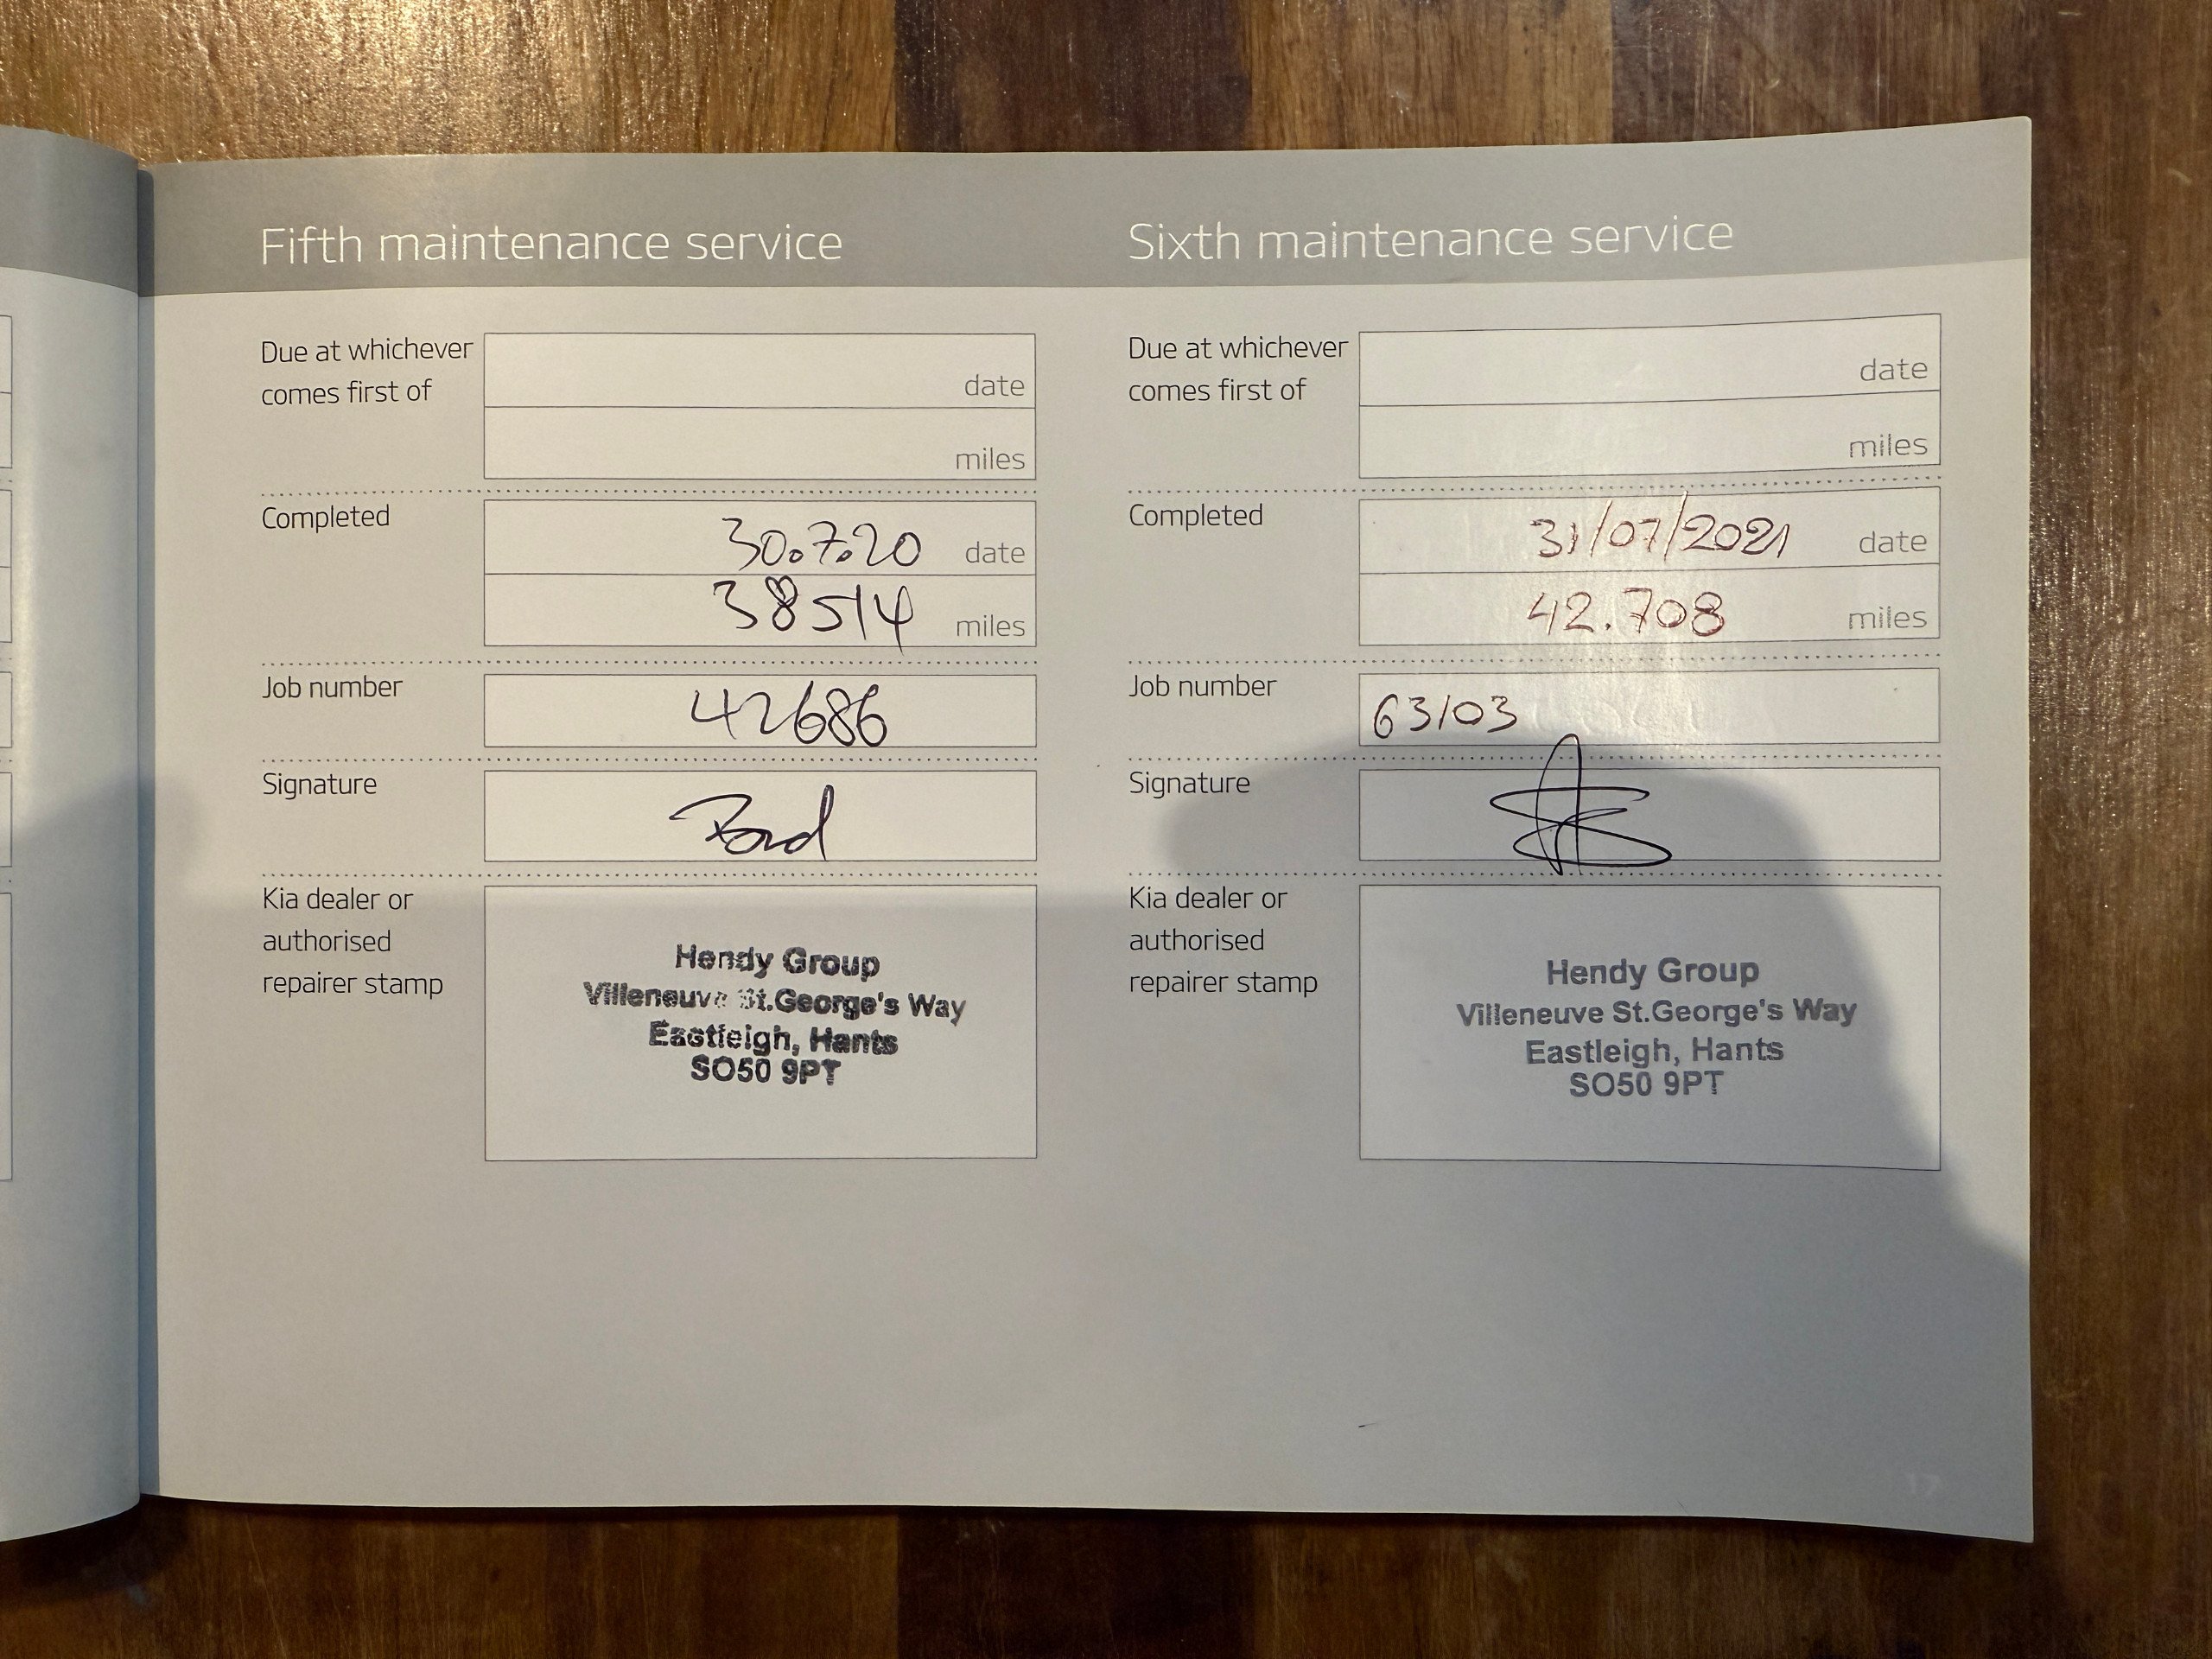 Fifth maintenance service
Due at whichever
comes first of
date
miles
Completed
30.7.20 date
38514 miles
Job number
42686
Signature
Kia dealer or
authorised
repairer stamp
Hendy Group
Villeneuve St.George's Way
Eastleigh, Hants
SO50 9PT
Sixth maintenance service
Due at whichever
comes first of
date
miles
Completed
31/07/2021 date
42.708 miles
Job number
63103
Signature
Kia dealer or
authorised
repairer stamp
Hendy Group
Villeneuve St.George's Way
Eastleigh, Hants
SO50 9PT
17